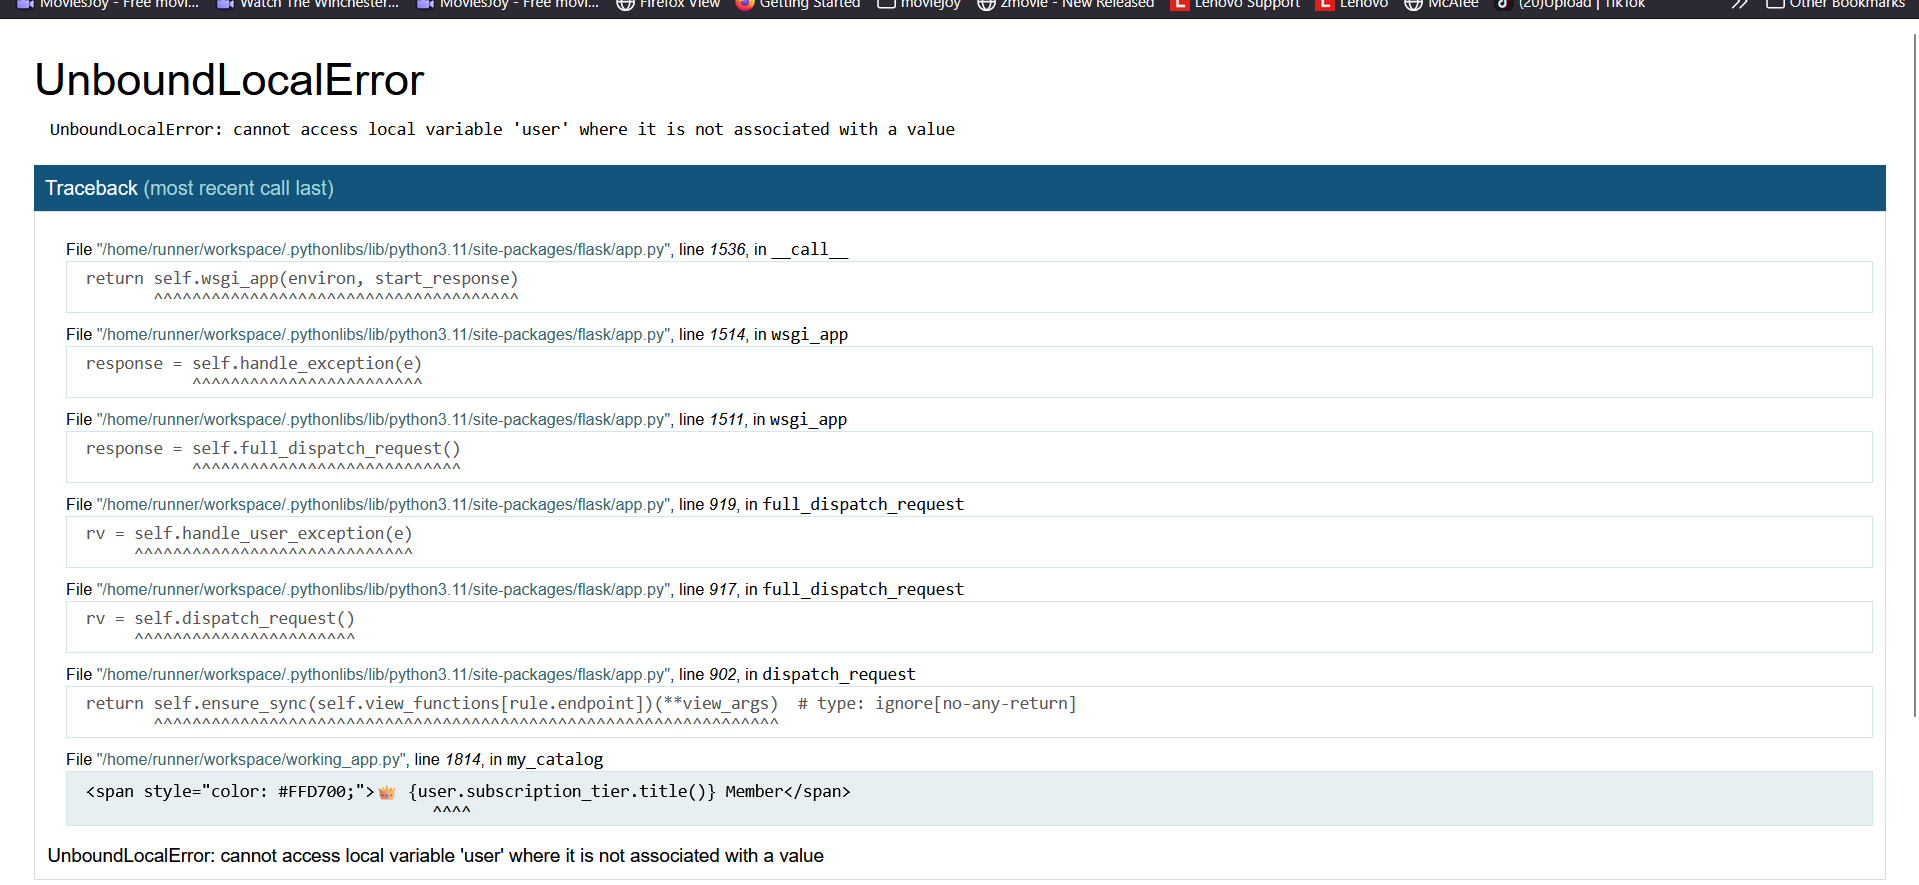 MoviesJoy - Free movi... Watch The Winchester... MoviesJoy - Free movi... Firefox View Getting Started moviejoy zmovie - New Released Lenovo Support Lenovo McAfee (20)Upload | TikTok Other Bookmarks
UnboundLocalError
UnboundLocalError: cannot access local variable 'user' where it is not associated with a value
Traceback (most recent call last)
File "/home/runner/workspace/.pythonlibs/lib/python3.11/site-packages/flask/app.py", line 1536, in __call__
return self.wsgi_app(environ, start_response)
^^^^^^^^^^^^^^^^^^^^^^^^^^^^^^^^^^^^^^
File "/home/runner/workspace/.pythonlibs/lib/python3.11/site-packages/flask/app.py", line 1514, in wsgi_app
response = self.handle_exception(e)
^^^^^^^^^^^^^^^^^^^^^^^^
File "/home/runner/workspace/.pythonlibs/lib/python3.11/site-packages/flask/app.py", line 1511, in wsgi_app
response = self.full_dispatch_request()
^^^^^^^^^^^^^^^^^^^^^^^^^^^^
File "/home/runner/workspace/.pythonlibs/lib/python3.11/site-packages/flask/app.py", line 919, in full_dispatch_request
rv = self.handle_user_exception(e)
^^^^^^^^^^^^^^^^^^^^^^^^^^^^^
File "/home/runner/workspace/.pythonlibs/lib/python3.11/site-packages/flask/app.py", line 917, in full_dispatch_request
rv = self.dispatch_request()
^^^^^^^^^^^^^^^^^^^^^^^
File "/home/runner/workspace/.pythonlibs/lib/python3.11/site-packages/flask/app.py", line 902, in dispatch_request
return self.ensure_sync(self.view_functions[rule.endpoint])(**view_args)  # type: ignore[no-any-return]
^^^^^^^^^^^^^^^^^^^^^^^^^^^^^^^^^^^^^^^^^^^^^^^^^^^^^^^^^^^^^^^^^
File "/home/runner/workspace/working_app.py", line 1814, in my_catalog
<span style="color: #FFD700;">👑 {user.subscription_tier.title()} Member</span>
^^^^
UnboundLocalError: cannot access local variable 'user' where it is not associated with a value